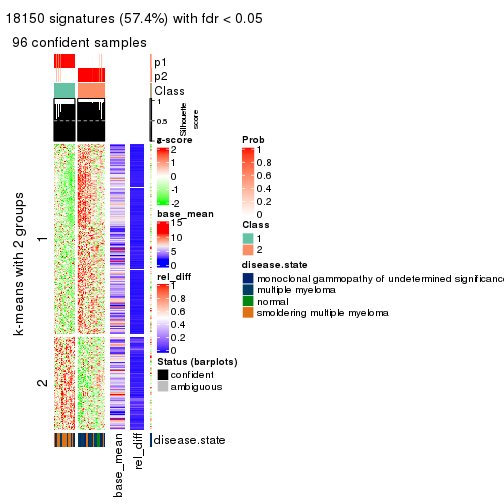 18150 signatures (57.4%) with fdr < 0.05
96 confident samples
p1
p2
Class
1
0.5
0
Silhouette
score
k-means with 2 groups
1
2
base_mean
rel_diff
disease.state
z-score
2
1
0
-1
-2
base_mean
15
10
5
0
rel_diff
1
0.8
0.6
0.4
0.2
0
Status (barplots)
confident
ambiguous
Prob
1
0.8
0.6
0.4
0.2
0
Class
1
2
disease.state
monoclonal gammopathy of undetermined significance
multiple myeloma
normal
smoldering multiple myeloma